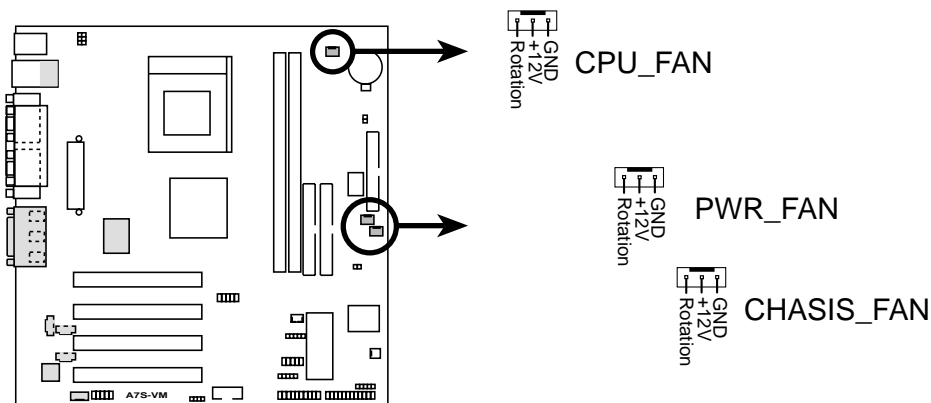 Rotation
+12V
GND
CPU_FAN
Rotation
+12V
GND
PWR_FAN
Rotation
+12V
GND
CHASIS_FAN
A7S-VM